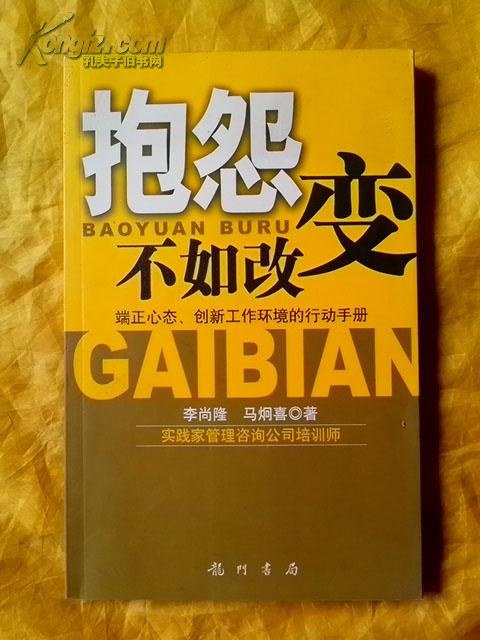 Kongfz.com
孔夫子旧书网
抱怨
BAOYUAN BURU
不如改变
端正心态、创新工作环境的行动手册
GAIBIAN
李尚隆 马炯喜◎著
实践家管理咨询公司培训师
龍門書局